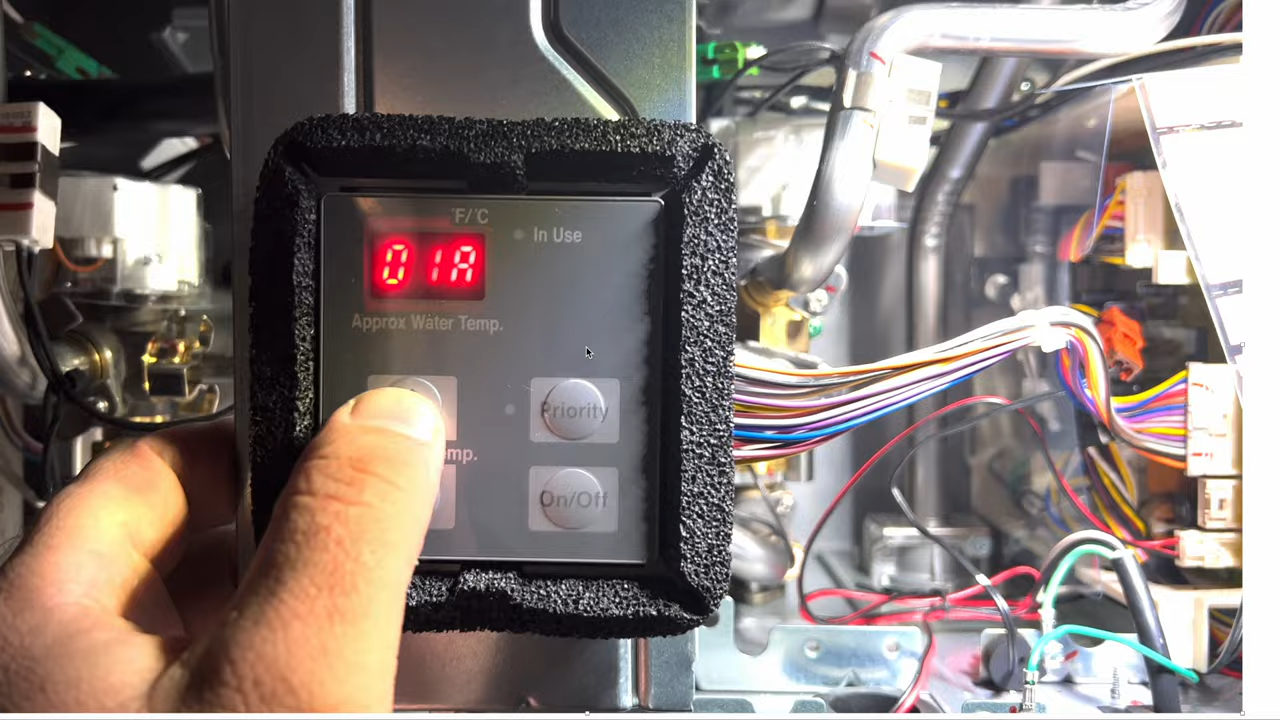 °F/°C
In Use
01A
Approx Water Temp.
Priority
On/Off